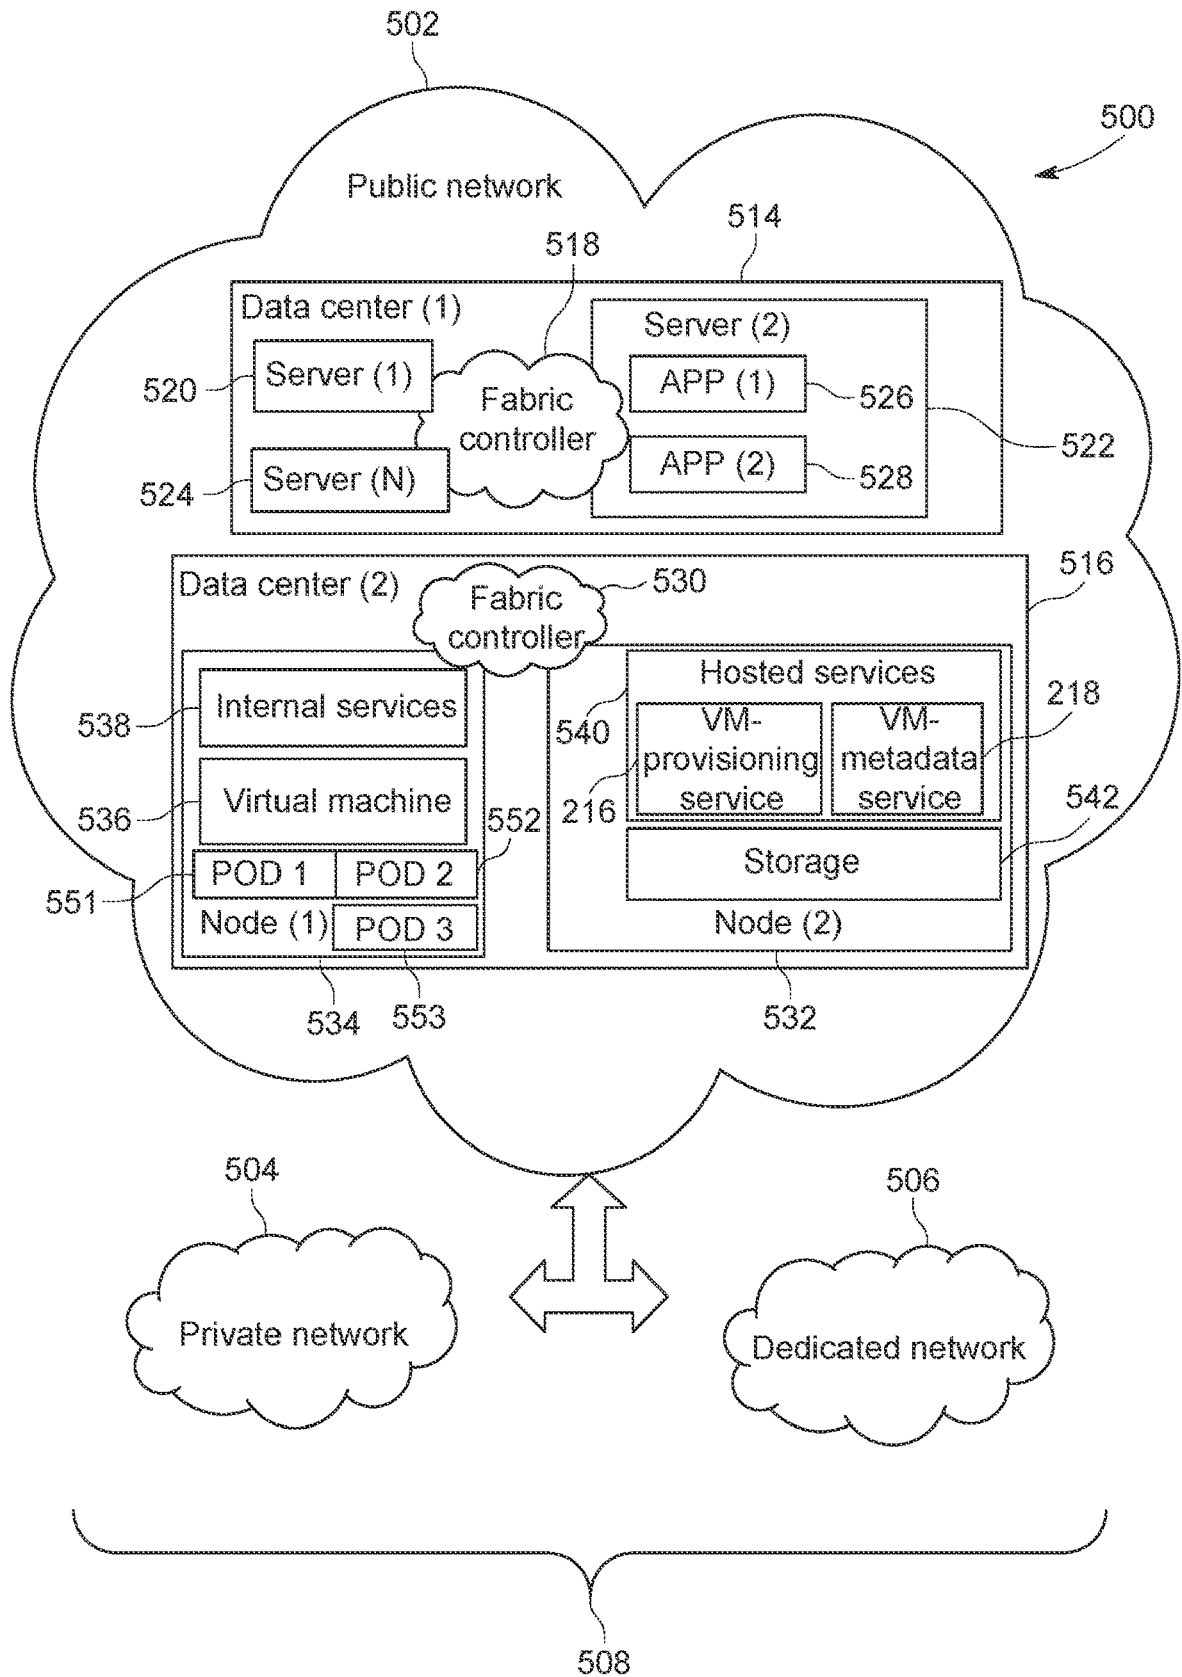 502
500
Public network
514
518
Data center (1)
Server (2)
Server (1)
520
APP (1)
526
Fabric
controller
522
APP (2)
528
Server (N)
524
516
Data center (2)
530
Fabric
controller
Hosted services
218
Internal services
538
540
VM-
provisioning
service
VM-
metadata
service
216
542
Virtual machine
536
552
Storage
POD 1
POD 2
551
Node (1)
POD 3
Node (2)
534
553
532
504
506
Private network
Dedicated network
508